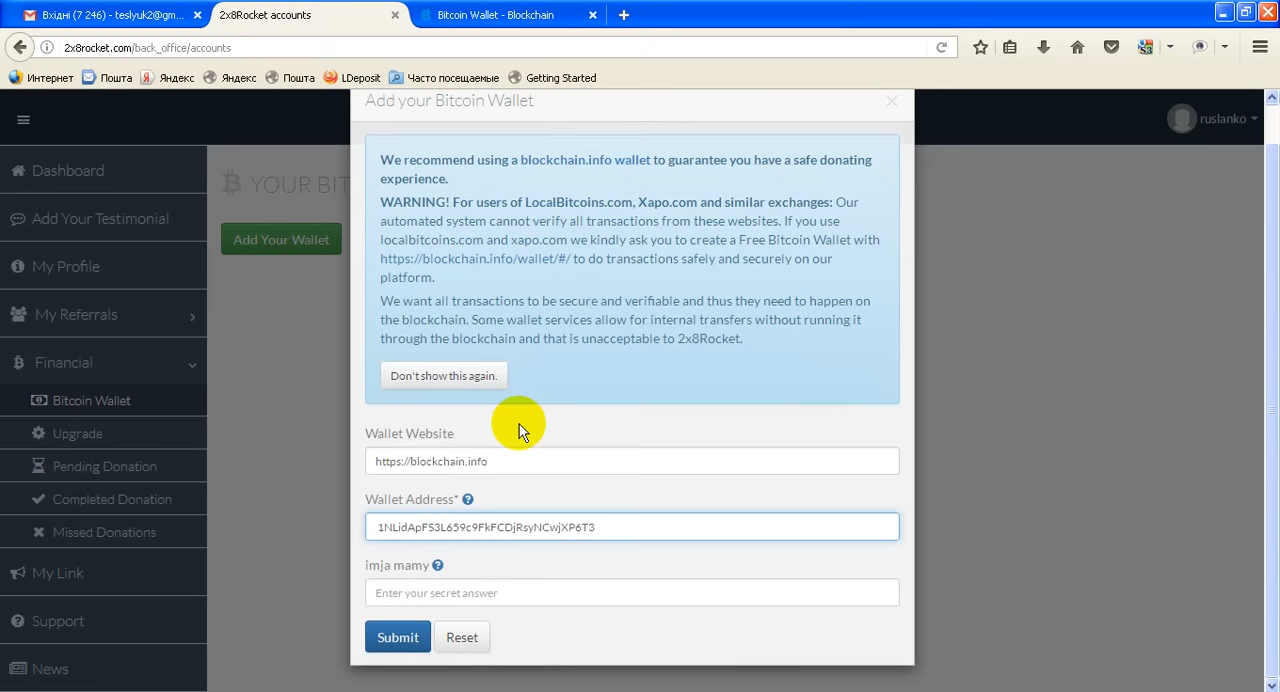 Вхідні (7 246) - teslyuk2@gm...
2x8Rocket accounts
Bitcoin Wallet - Blockchain
2x8rocket.com/back_office/accounts
Интернет
Пошта
Яндекс
Яндекс
Пошта
LDeposit
Часто посещаемые
Getting Started
Add your Bitcoin Wallet
ruslanko
Dashboard
Add Your Testimonial
My Profile
My Referrals
Financial
Bitcoin Wallet
Upgrade
Pending Donation
Completed Donation
Missed Donations
My Link
Support
News
YOUR BIT
Add Your Wallet
We recommend using a blockchain.info wallet to guarantee you have a safe donating
experience.
WARNING! For users of LocalBitcoins.com, Xapo.com and similar exchanges: Our
automated system cannot verify all transactions from these websites. If you use
localbitcoins.com and xapo.com we kindly ask you to create a Free Bitcoin Wallet with
https://blockchain.info/wallet/#/ to do transactions safely and securely on our
platform.
We want all transactions to be secure and verifiable and thus they need to happen on
the blockchain. Some wallet services allow for internal transfers without running it
through the blockchain and that is unacceptable to 2x8Rocket.
Don't show this again.
Wallet Website
https://blockchain.info
Wallet Address*
1NLidApFS3L659c9FkFCDjRsyNCwjXP6T3
imja mamy
Enter your secret answer
Submit
Reset